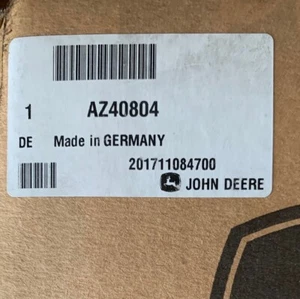 1 AZ40804
DE Made in GERMANY
201711084700
JOHN DEERE